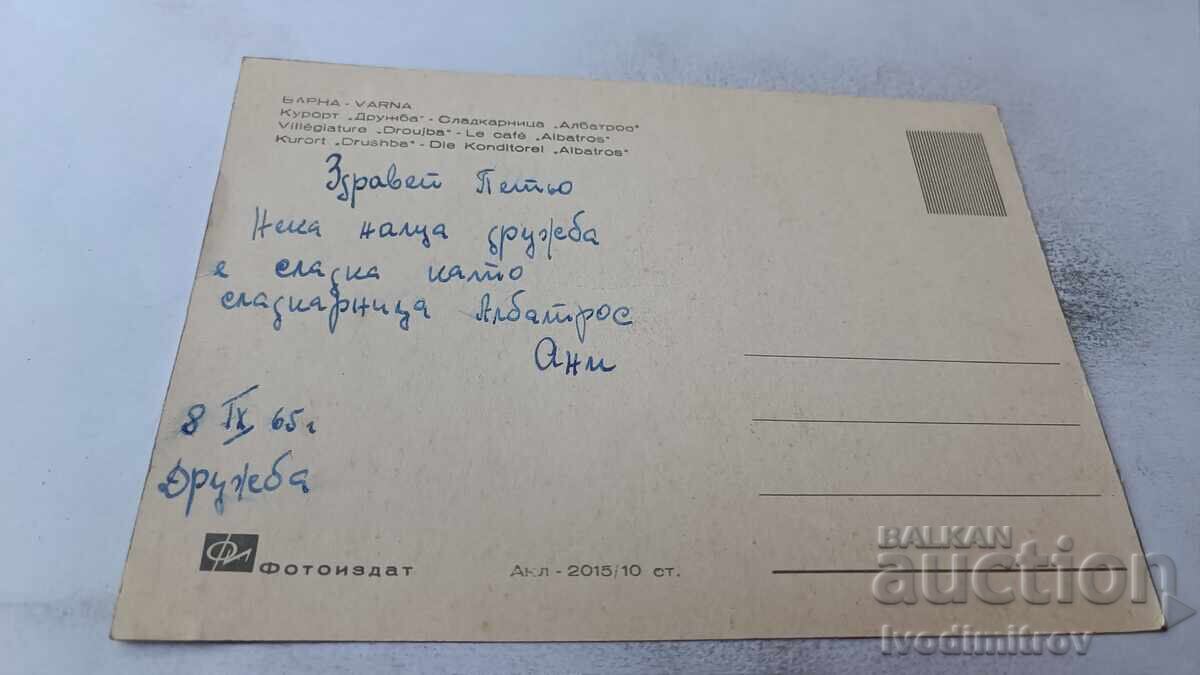 ВАРНА - VARNA
Курорт „Дружба" - Сладкарница „Албатрос"
Villégiature „Droujba" - Le café „Albatros"
Kurort „Drushba" - Die Konditorei „Albatros"
Здравей Петьо
Нека наща дружба
е сладка като
сладкарница Албатрос
Ани
8 IX 65 г
Дружба
Фотоиздат
Акл - 2015/10 ст.
BALKAN
auction
Ivodimitrov